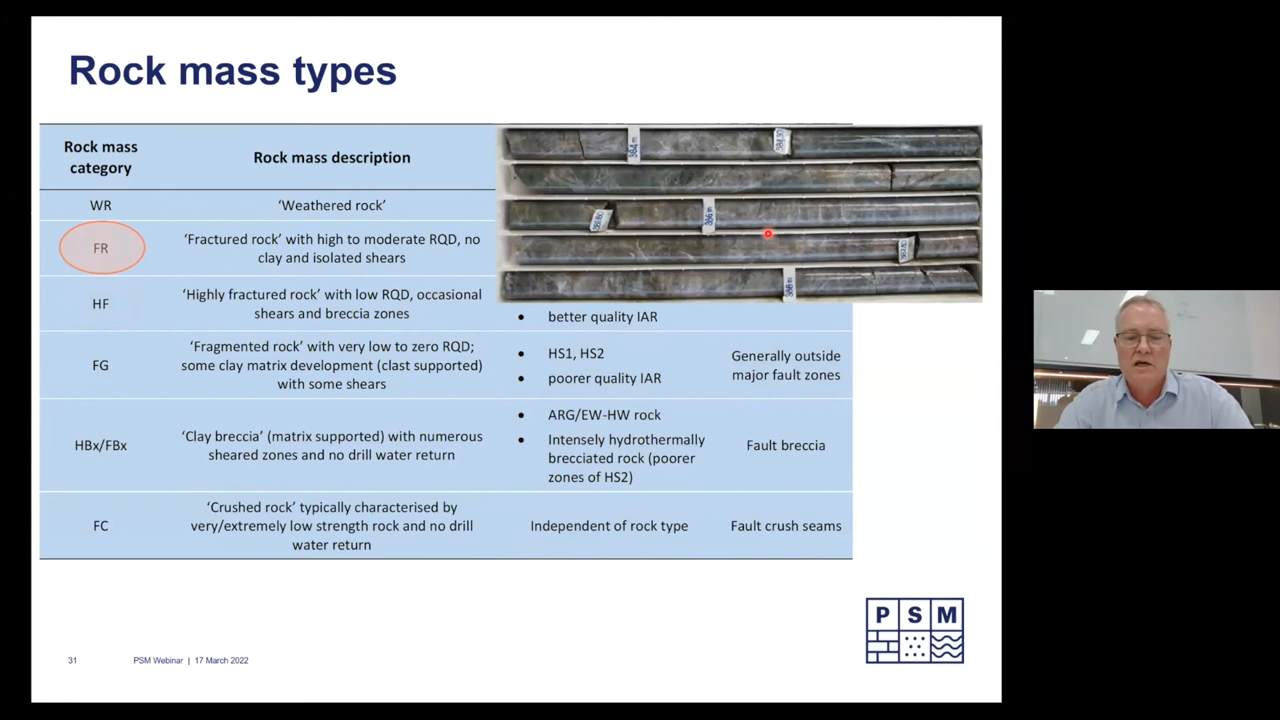 Rock mass types
Rock mass
category
Rock mass description
WR
‘Weathered rock’
FR
‘Fractured rock’ with high to moderate RQD, no
clay and isolated shears
HF
‘Highly fractured rock’ with low RQD, occasional
shears and breccia zones
• better quality IAR
FG
‘Fragmented rock’ with very low to zero RQD;
some clay matrix development (clast supported)
with some shears
• HS1, HS2
• poorer quality IAR
Generally outside
major fault zones
HBx/FBx
‘Clay breccia’ (matrix supported) with numerous
sheared zones and no drill water return
• ARG/EW-HW rock
• Intensely hydrothermally
brecciated rock (poorer
zones of HS2)
Fault breccia
FC
‘Crushed rock’ typically characterised by
very/extremely low strength rock and no drill
water return
Independent of rock type
Fault crush seams
384m
386m
388m
PSM
31
PSM Webinar | 17 March 2022